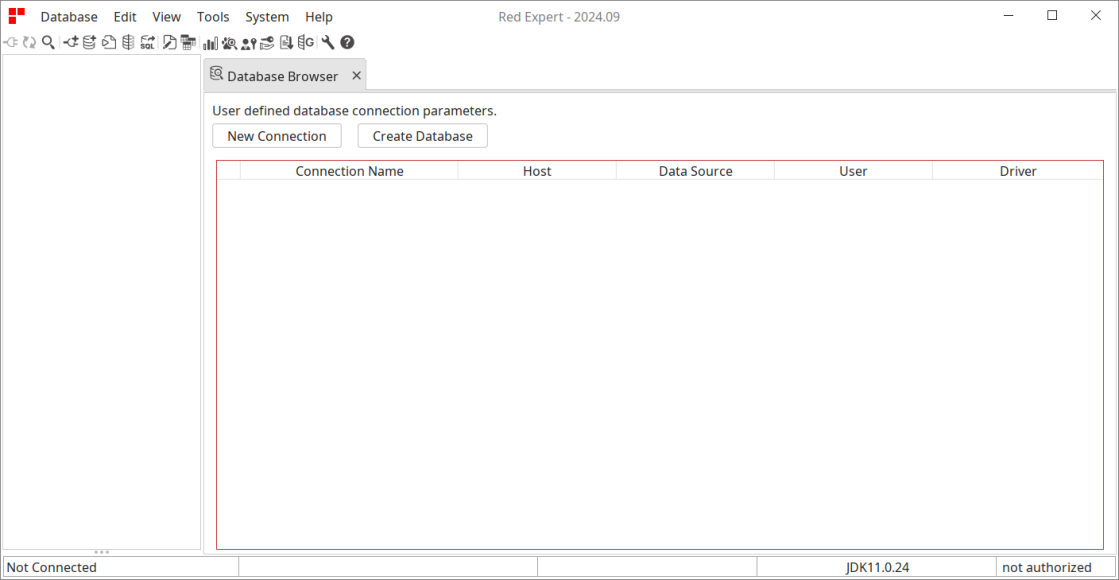 Database Edit View Tools System Help Red Expert - 2024.09
SQL G
Database Browser
User defined database connection parameters.
New Connection Create Database
Connection Name Host Data Source User Driver
Not Connected JDK11.0.24 not authorized